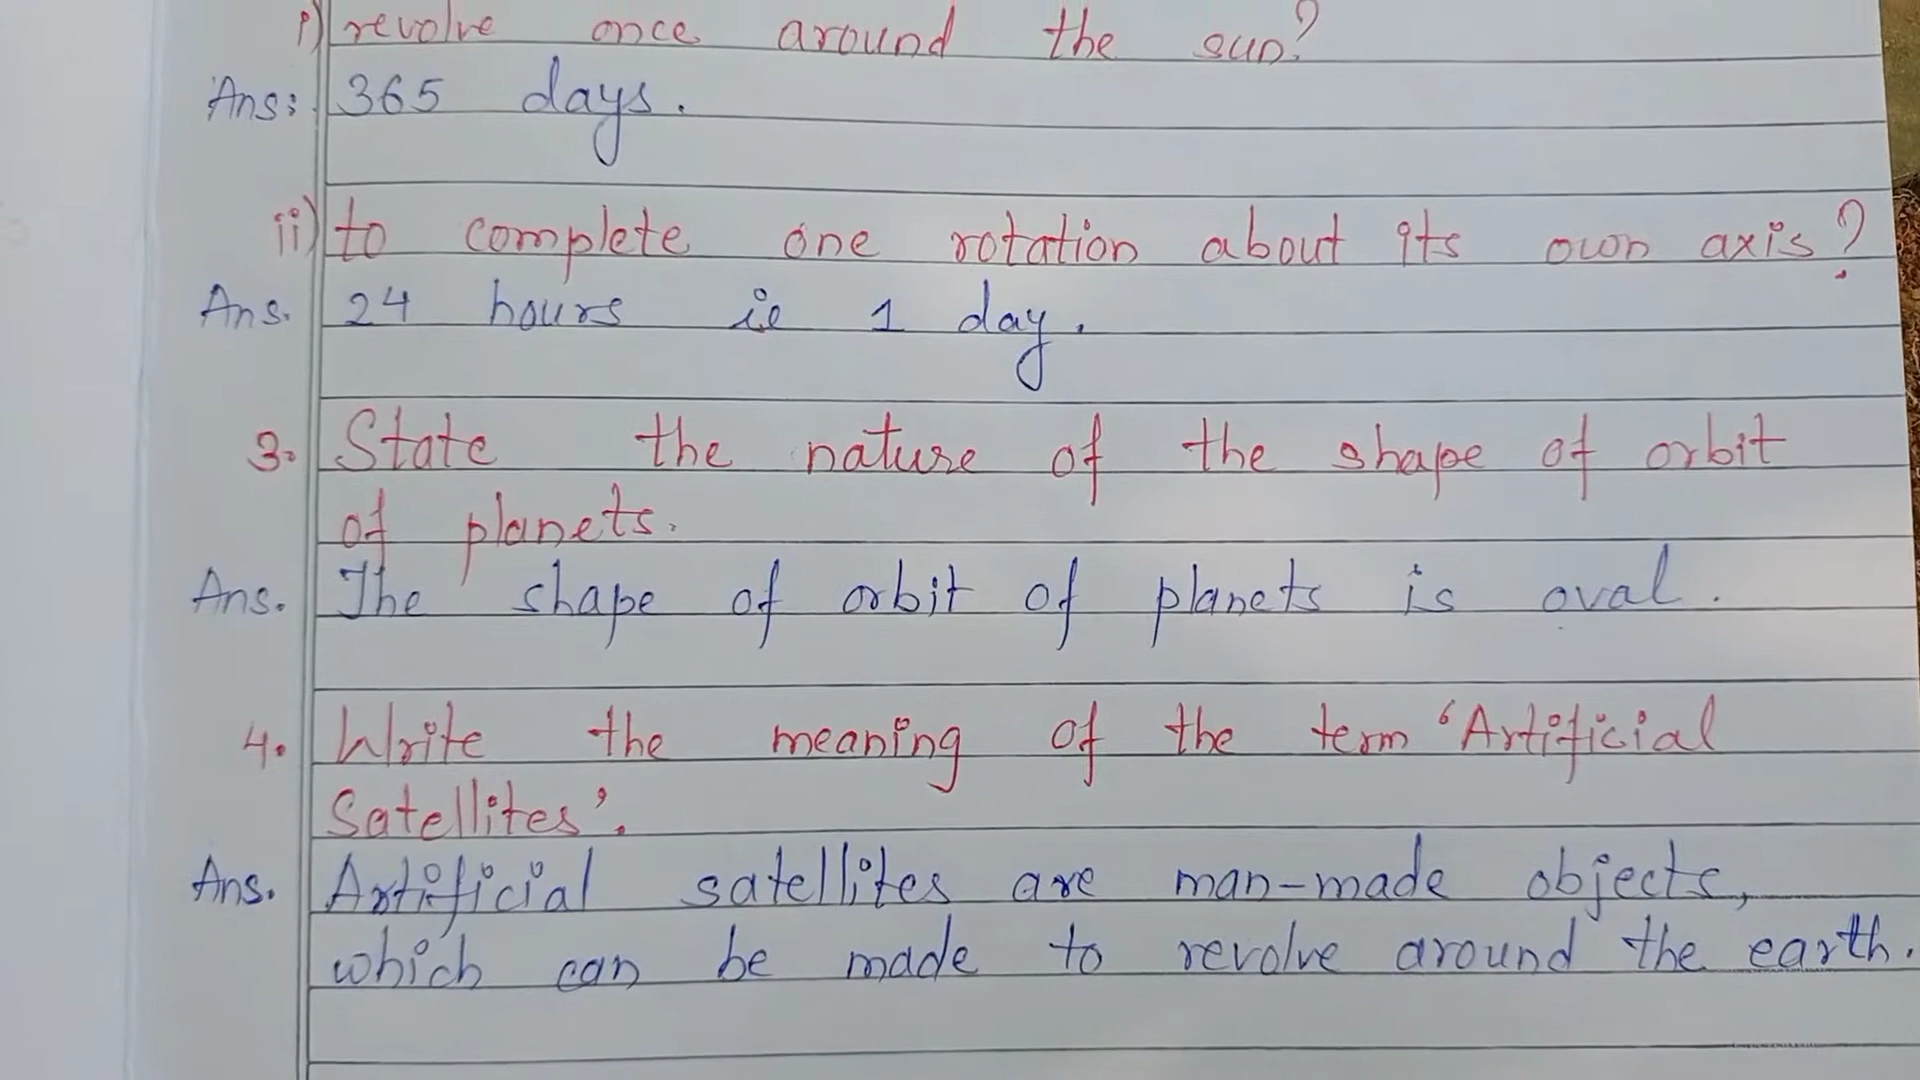 i) revolve once around the sun?
Ans: 365 days.
ii) to complete one rotation about its own axis?
Ans. 24 hours ie 1 day.
3. State the nature of the shape of orbit
of planets.
Ans. The shape of orbit of planets is oval.
4. Write the meaning of the term 'Artificial
Satellites'.
Ans. Artificial satellites are man-made objects,
which can be made to revolve around the earth.